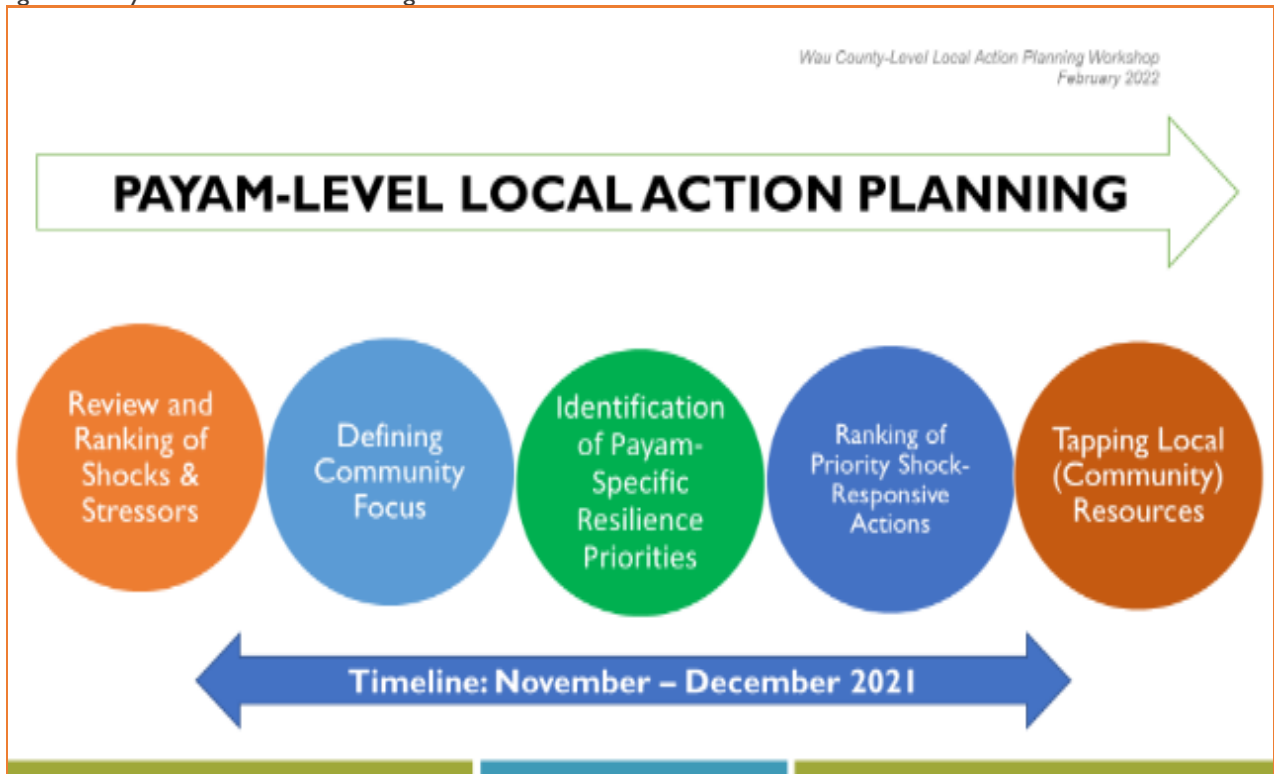 Wau County-Level Local Action Planning Workshop
February 2022
PAYAM-LEVEL LOCAL ACTION PLANNING
Review and
Ranking of
Shocks &
Stressors
Defining
Community
Focus
Identification
of Payam-
Specific
Resilience
Priorities
Ranking of
Priority Shock-
Responsive
Actions
Tapping Local
(Community)
Resources
Timeline: November – December 2021